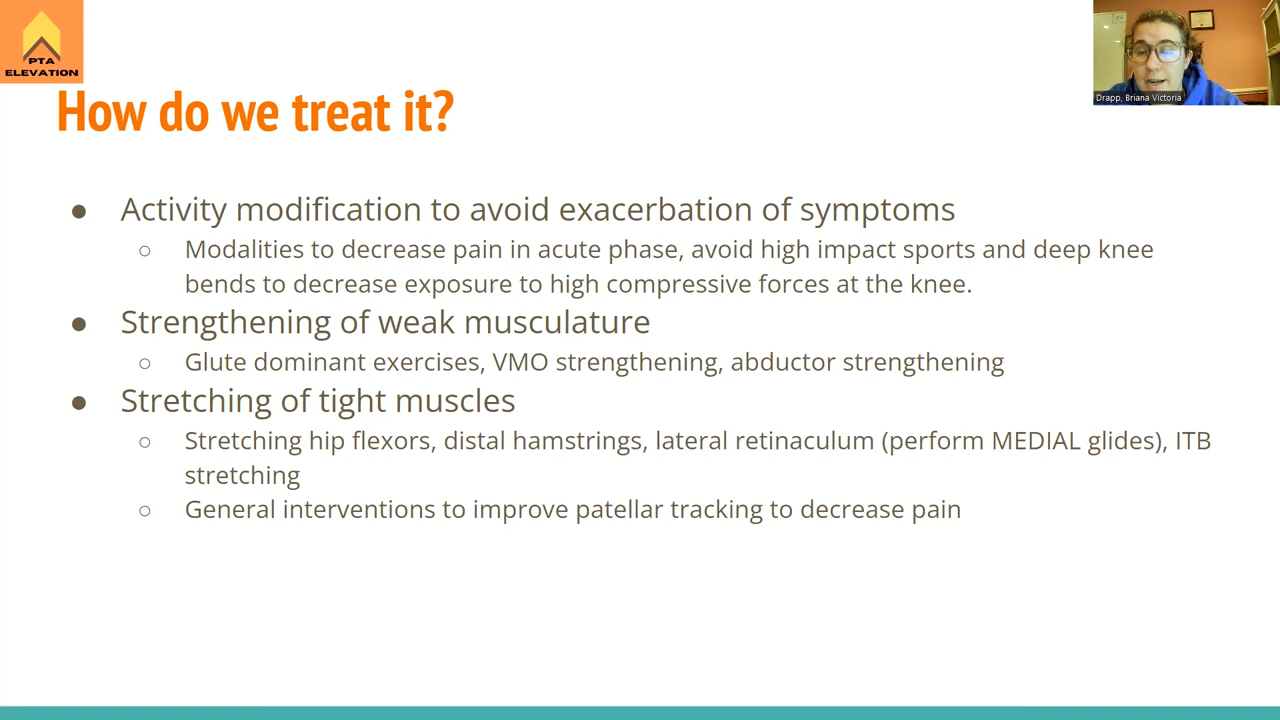 PTA
ELEVATION
Drapp, Briana Victoria
How do we treat it?
● Activity modification to avoid exacerbation of symptoms
○ Modalities to decrease pain in acute phase, avoid high impact sports and deep knee
bends to decrease exposure to high compressive forces at the knee.
● Strengthening of weak musculature
○ Glute dominant exercises, VMO strengthening, abductor strengthening
● Stretching of tight muscles
○ Stretching hip flexors, distal hamstrings, lateral retinaculum (perform MEDIAL glides), ITB
stretching
○ General interventions to improve patellar tracking to decrease pain